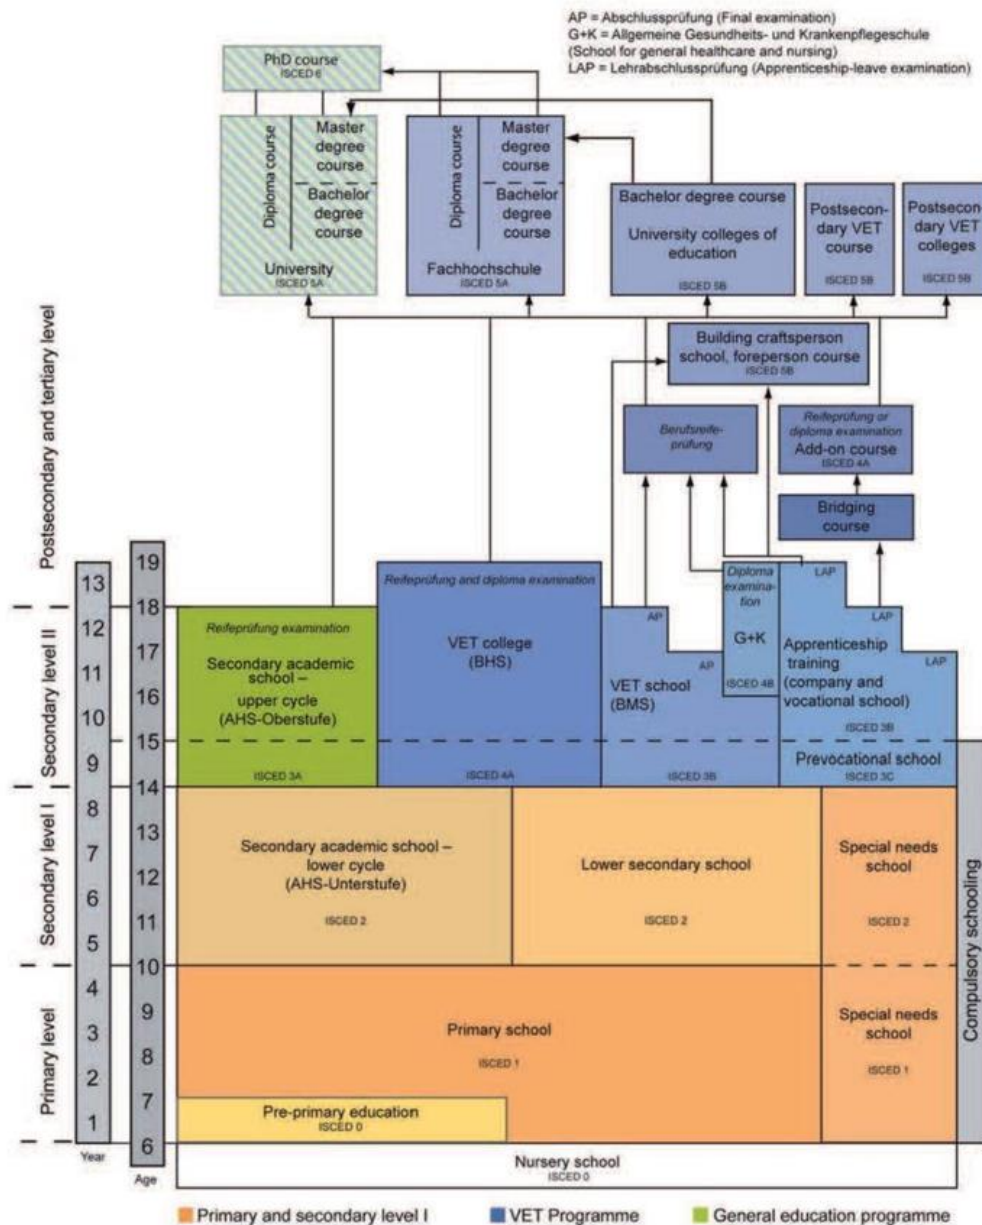 AP = Abschlussprüfung (Final examination)
G+K = Allgemeine Gesundheits- und Krankenpflegeschule
(School for general healthcare and nursing)
LAP = Lehrabschlussprüfung (Apprenticeship-leave examination)
PhD course
ISCED 6
Diploma course
Master
degree
course
Bachelor
degree
course
University
ISCED 5A
Diploma course
Master
degree
course
Bachelor
degree
course
Fachhochschule
ISCED 5A
Bachelor degree course
University colleges of
education
ISCED 5B
Postsecon-
dary VET
course
ISCED 5B
Postsecon-
dary VET
colleges
ISCED 5B
Building craftsperson
school, foreperson course
ISCED 5B
Berufsreife-
prüfung
Reifeprüfung or
diploma examination
Add-on course
ISCED 4A
Bridging
course
Postsecondary and tertiary level
Secondary level II
Secondary level I
Primary level
13
12
11
10
9
8
7
6
5
4
3
2
1
Year
19
18
17
16
15
14
13
12
11
10
9
8
7
6
Age
Reifeprüfung examination
Secondary academic
school –
upper cycle
(AHS-Oberstufe)
ISCED 3A
Reifeprüfung and diploma examination
VET college
(BHS)
ISCED 4A
AP
AP
VET school
(BMS)
ISCED 3B
Diploma
examina-
tion
G+K
ISCED 4B
LAP
LAP
LAP
Apprenticeship
training
(company and
vocational school)
ISCED 3B
Prevocational school
ISCED 3C
Secondary academic school –
lower cycle
(AHS-Unterstufe)
ISCED 2
Lower secondary school
ISCED 2
Special needs
school
ISCED 2
Primary school
ISCED 1
Special needs
school
ISCED 1
Pre-primary education
ISCED 0
Nursery school
ISCED 0
Compulsory schooling
Primary and secondary level I
VET Programme
General education programme